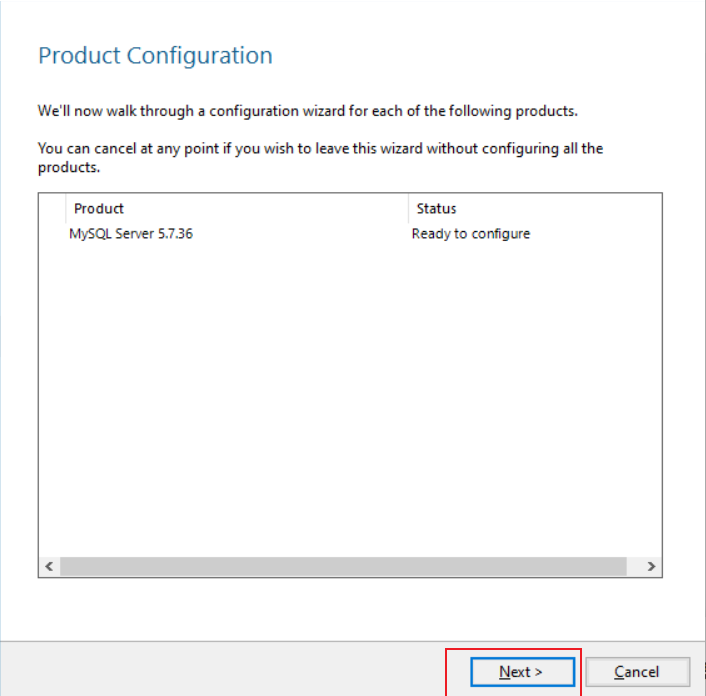 Product Configuration
We'll now walk through a configuration wizard for each of the following products.
You can cancel at any point if you wish to leave this wizard without configuring all the
products.
Product Status
MySQL Server 5.7.36 Ready to configure
Next > Cancel